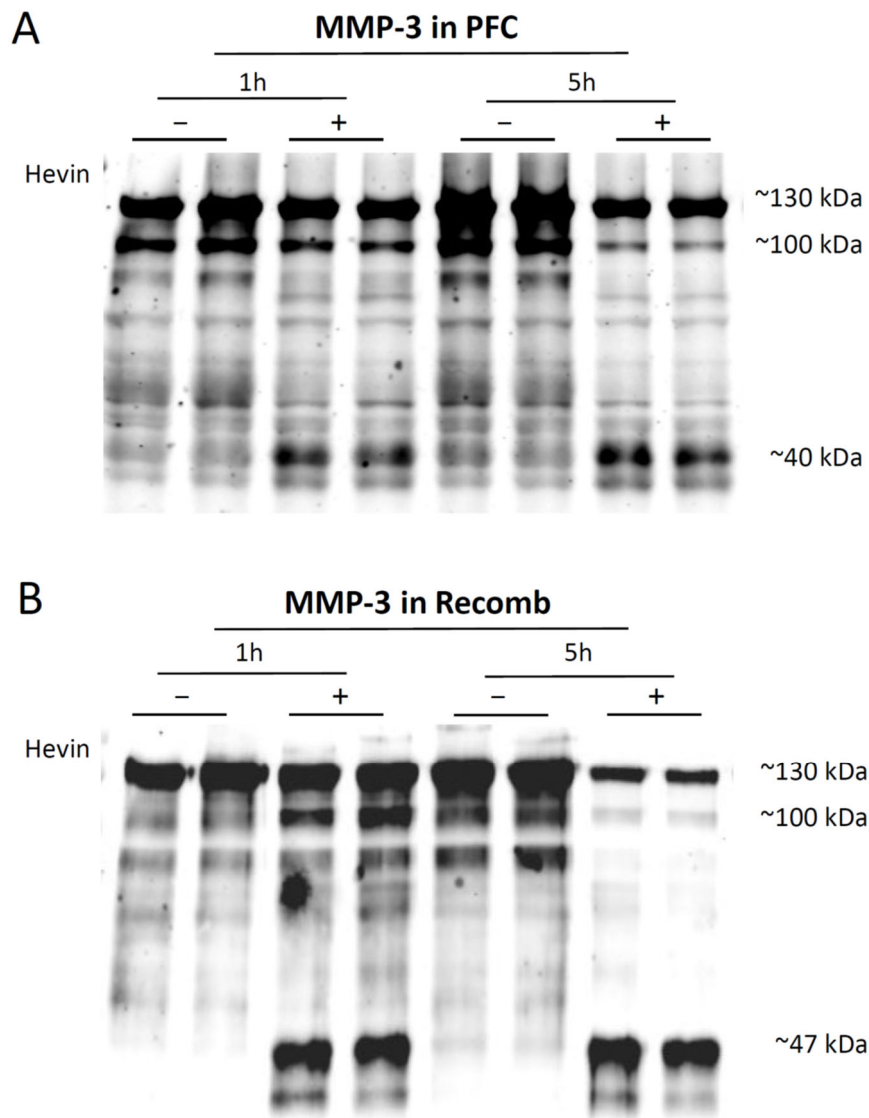 A
MMP-3 in PFC
1h 5h
– + – +
Hevin
~130 kDa
~100 kDa
~40 kDa
B
MMP-3 in Recomb
1h 5h
– + – +
Hevin
~130 kDa
~100 kDa
~47 kDa